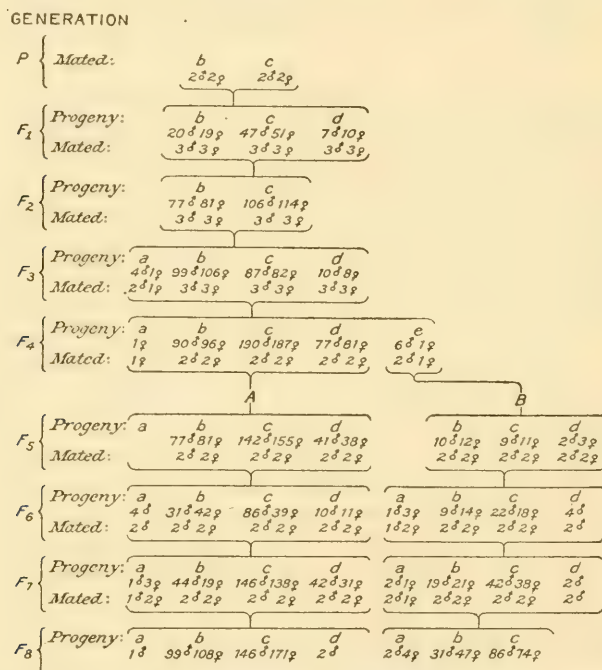 GENERATION
P { Mated: b c
2♂2♀ 2♂2♀
Progeny: b c d
F1 20♂19♀ 47♂51♀ 7♂10♀
Mated: 3♂3♀ 3♂3♀ 3♂3♀
Progeny: b c
F2 77♂81♀ 106♂114♀
Mated: 3♂3♀ 3♂3♀
Progeny: a b c d
F3 4♂1♀ 99♂106♀ 87♂82♀ 10♂8♀
Mated: 2♂1♀ 3♂3♀ 3♂3♀ 3♂3♀
Progeny: a b c d e
F4 1♀ 90♂96♀ 190♂187♀ 77♂81♀ 6♂1♀
Mated: 1♀ 2♂2♀ 2♂2♀ 2♂2♀ 2♂1♀
A B
Progeny: a b c d b c d
F5 77♂81♀ 142♂155♀ 41♂38♀ 10♂12♀ 9♂11♀ 2♂3♀
Mated: 2♂2♀ 2♂2♀ 2♂2♀ 2♂2♀ 2♂2♀ 2♂2♀
Progeny: a b c d a b c d
F6 4♂ 31♂42♀ 86♂39♀ 10♂11♀ 1♂3♀ 9♂14♀ 22♂18♀ 4♂
Mated: 2♂ 2♂2♀ 2♂2♀ 2♂2♀ 1♂2♀ 2♂2♀ 2♂2♀ 2♂
Progeny: a b c d a b c d
F7 1♂3♀ 44♂19♀ 146♂138♀ 42♂31♀ 2♂1♀ 19♂21♀ 42♂38♀ 2♂
Mated: 1♂2♀ 2♂2♀ 2♂2♀ 2♂2♀ 2♂1♀ 2♂2♀ 2♂2♀ 2♂
Progeny: a b c d a b c
F8 1♂ 99♂108♀ 146♂171♀ 2♂ 2♂4♀ 31♂47♀ 86♂74♀